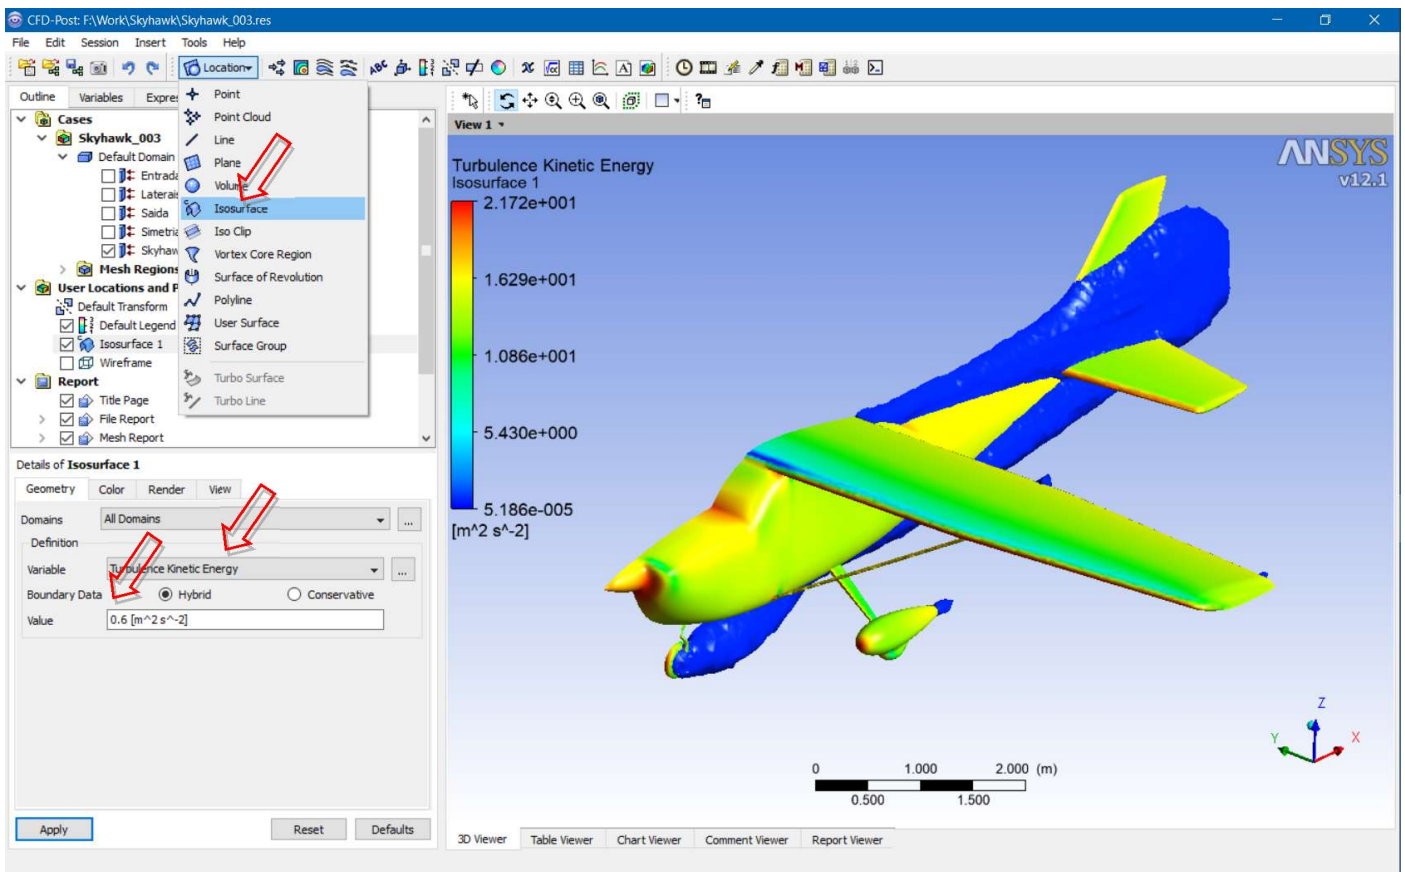 CFD-Post: F:\Work\Skyhawk\Skyhawk_003.res
File Edit Session Insert Tools Help
Location
Outline Variables
Point
Point Cloud
Line
Plane
Volume
Isosurface
Iso Clip
Vortex Core Region
Surface of Revolution
Polyline
User Surface
Surface Group
Turbo Surface
Turbo Line
Cases
Skyhawk_003
Default Domain
Saida
Mesh Regions
Default Transform
Default Legend
Isosurface 1
Wireframe
Report
Title Page
File Report
Mesh Report
Details of Isosurface 1
Geometry Color Render View
Domains All Domains ...
Definition
Variable Turbulence Kinetic Energy ...
Boundary Data Hybrid Conservative
Value 0.6 [m^2 s^-2]
Apply Reset Defaults
View 1
Turbulence Kinetic Energy
Isosurface 1
2.172e+001
1.629e+001
1.086e+001
5.430e+000
5.186e-005
[m^2 s^-2]
ANSYS
v12.1
Z
Y X
0 1.000 2.000 (m)
0.500 1.500
3D Viewer Table Viewer Chart Viewer Comment Viewer Report Viewer